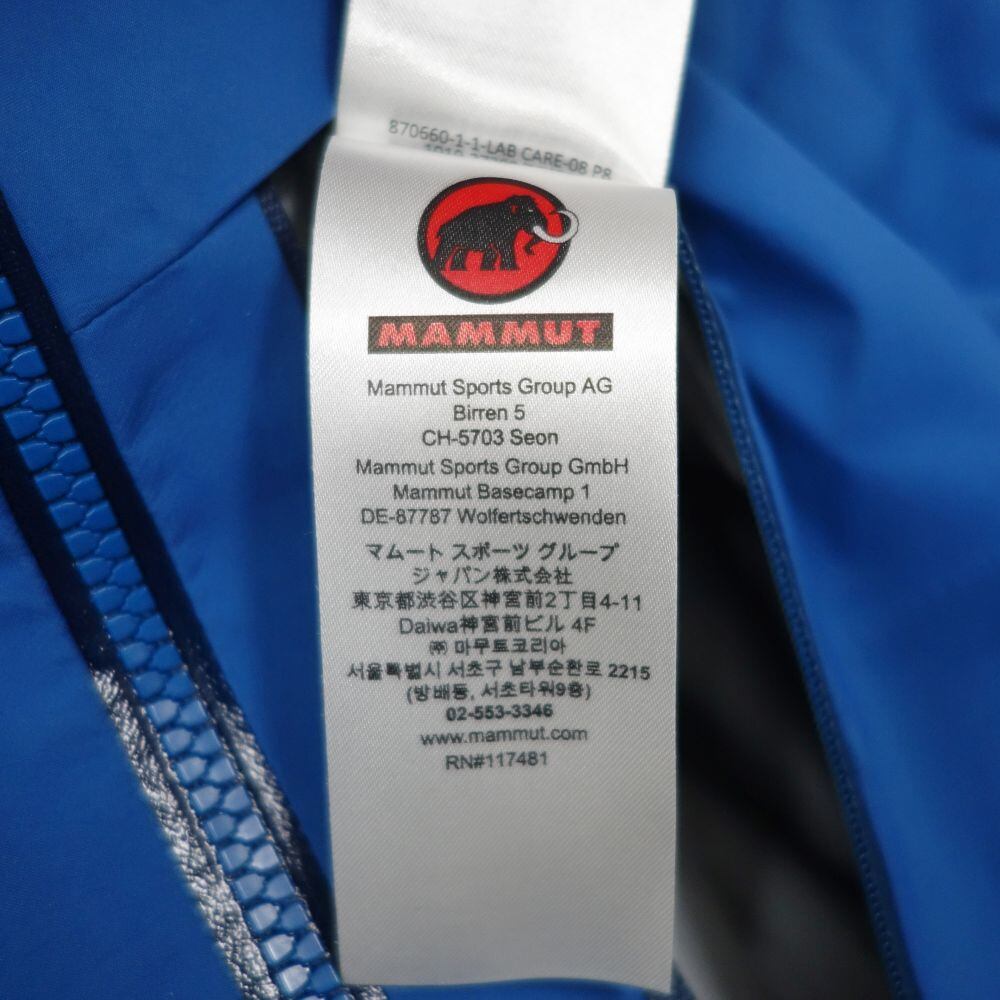 870660-1-1-LAB CARE-08 P8
MAMMUT
Mammut Sports Group AG
Birren 5
CH-5703 Seon
Mammut Sports Group GmbH
Mammut Basecamp 1
DE-87787 Wolfertschwenden
マムート スポーツ グループ
ジャパン株式会社
東京都渋谷区神宮前2丁目4-11
Daiwa神宮前ビル 4F
㈜ 마무트코리아
서울특별시 서초구 남부순환로 2215
(방배동, 서초타워9층)
02-553-3346
www.mammut.com
RN#117481